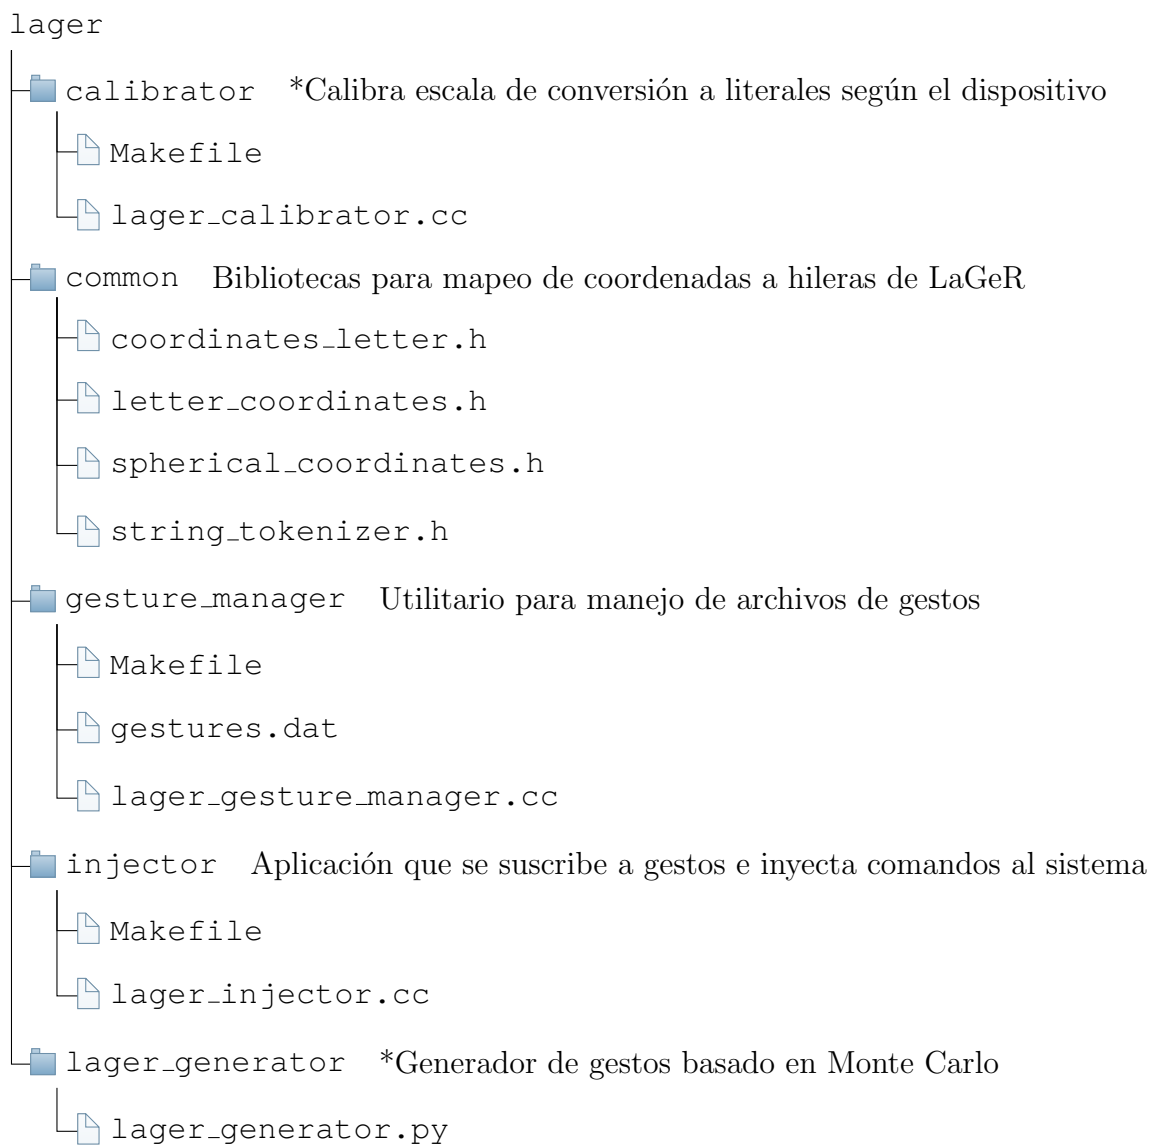 lager
calibrator *Calibra escala de conversión a literales según el dispositivo
Makefile
lager_calibrator.cc
common Bibliotecas para mapeo de coordenadas a hileras de LaGeR
coordinates_letter.h
letter_coordinates.h
spherical_coordinates.h
string_tokenizer.h
gesture_manager Utilitario para manejo de archivos de gestos
Makefile
gestures.dat
lager_gesture_manager.cc
injector Aplicación que se suscribe a gestos e inyecta comandos al sistema
Makefile
lager_injector.cc
lager_generator *Generador de gestos basado en Monte Carlo
lager_generator.py